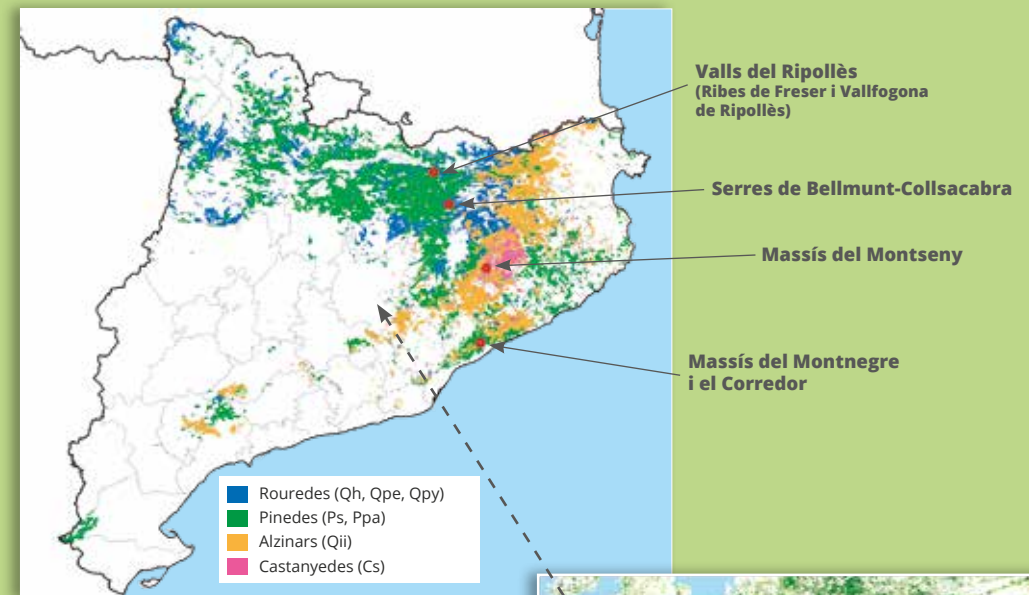 Valls del Ripollès
(Ribes de Freser i Vallfogona
de Ripollès)
Serres de Bellmunt-Collsacabra
Massís del Montseny
Massís del Montnegre
i el Corredor
Rouredes (Qh, Qpe, Qpy)
Pinedes (Ps, Ppa)
Alzinars (Qii)
Castanyedes (Cs)